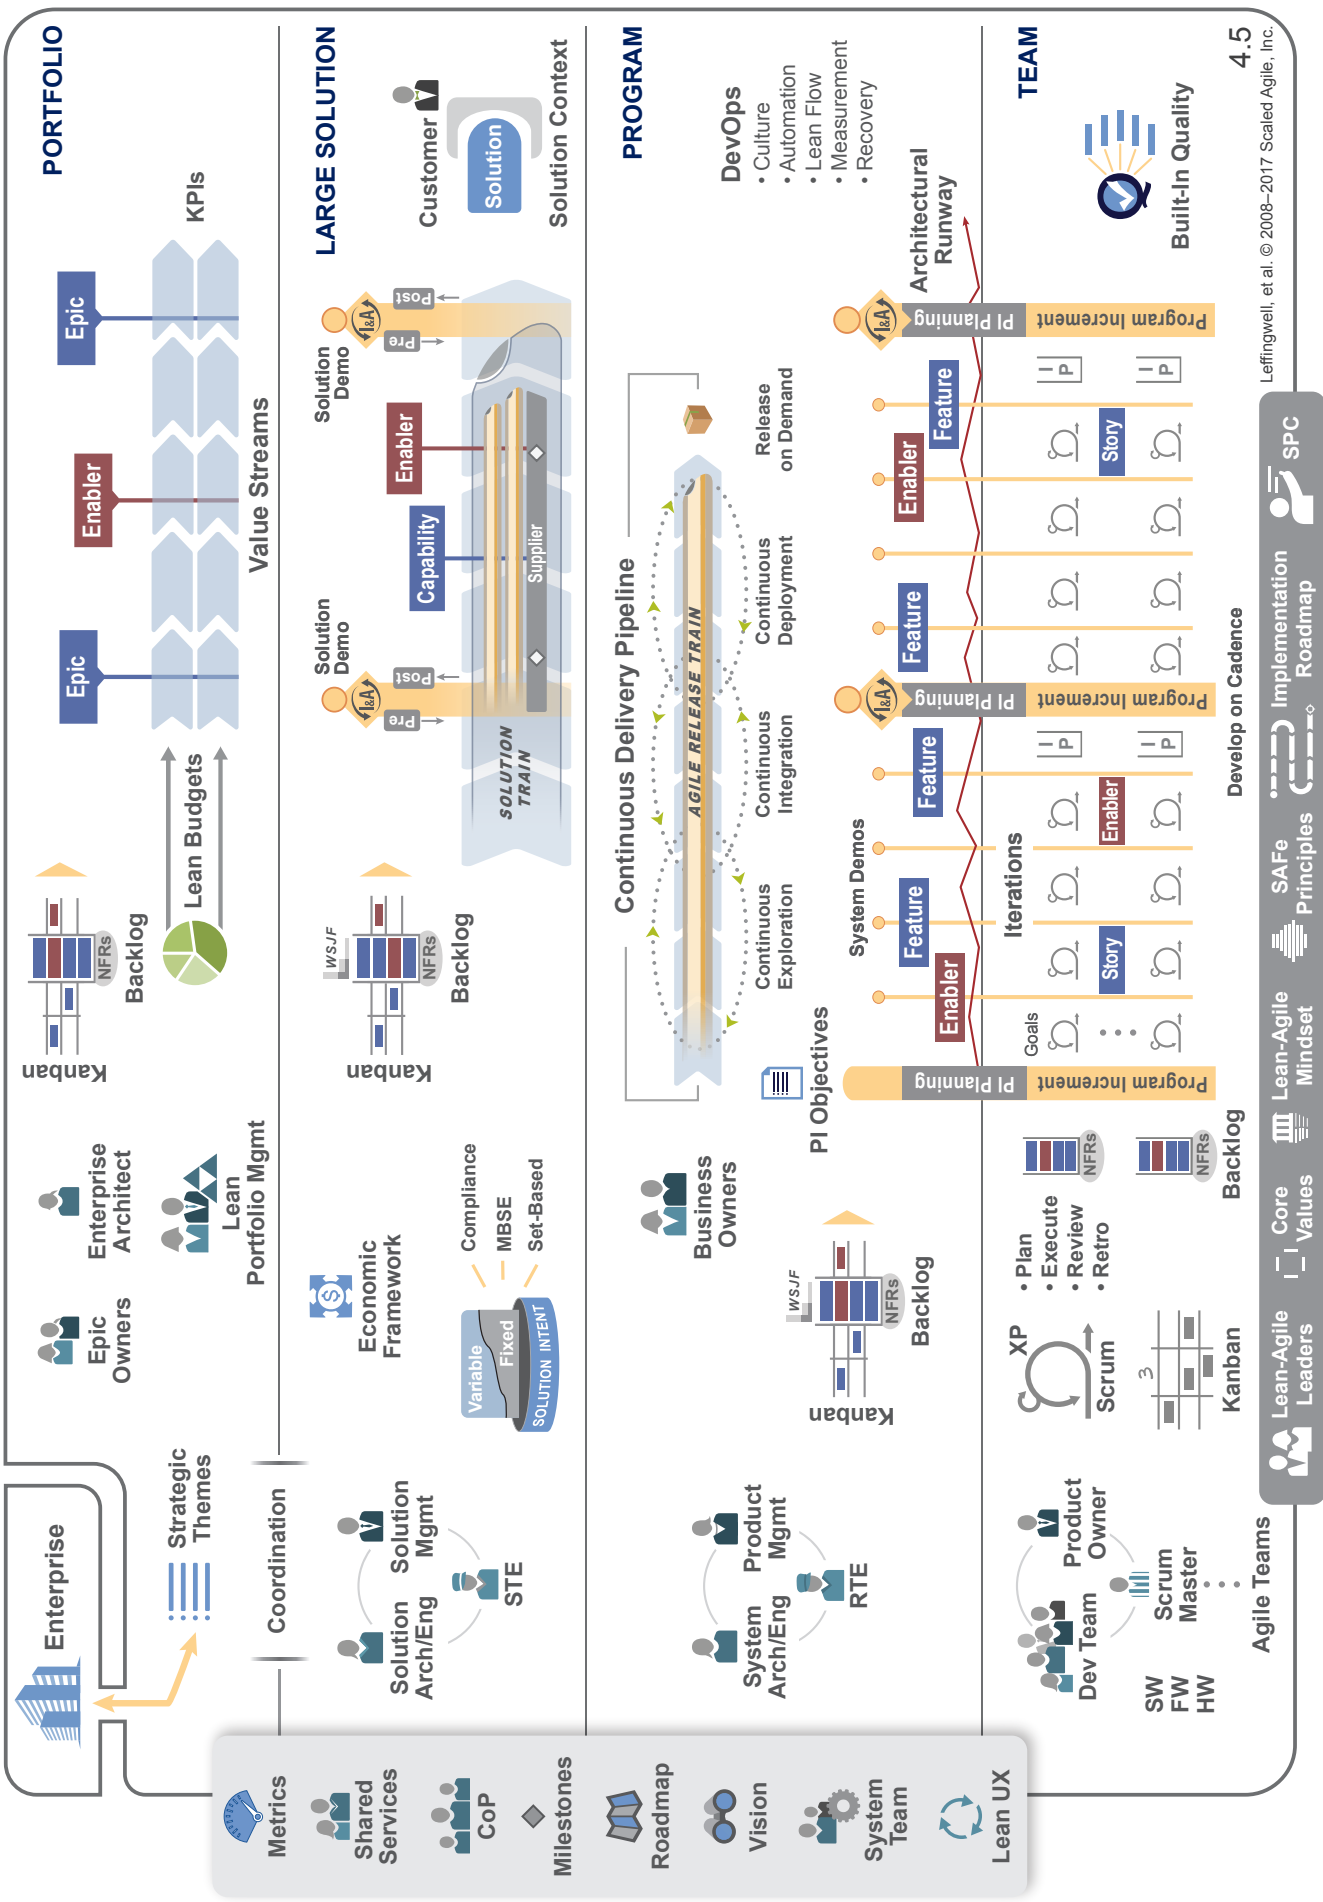 Enterprise
Strategic
Themes
Epic
Owners
Enterprise
Architect
Lean
Portfolio Mgmt
Kanban
NFRs
Backlog
Lean Budgets
Epic
Enabler
Epic
Value Streams
KPIs
PORTFOLIO
Coordination
Solution
Arch/Eng
Solution
Mgmt
STE
Economic
Framework
Variable
Fixed
SOLUTION INTENT
Compliance
MBSE
Set-Based
Kanban
WSJF
NFRs
Backlog
SOLUTION
TRAIN
Solution
Demo
I&A
Pre
Post
Capability
Enabler
Supplier
Solution
Demo
I&A
Pre
Post
LARGE SOLUTION
Customer
Solution
Solution Context
System
Arch/Eng
Product
Mgmt
RTE
Business
Owners
Kanban
WSJF
NFRs
Backlog
PI Objectives
Continuous Delivery Pipeline
AGILE RELEASE TRAIN
Continuous
Exploration
Continuous
Integration
Continuous
Deployment
Release
on Demand
PROGRAM
DevOps
• Culture
• Automation
• Lean Flow
• Measurement
• Recovery
System Demos
Enabler
Feature
Feature
I&A
Feature
Enabler
Feature
I&A
Architectural
Runway
PI Planning
PI Planning
PI Planning
Program Increment
Program Increment
Program Increment
TEAM
Dev Team
Product
Owner
Scrum
Master
SW
FW
HW
Agile Teams
XP
Scrum
• Plan
• Execute
• Review
• Retro
3
Kanban
NFRs
NFRs
Backlog
Iterations
Goals
Story
Enabler
I P
I P
Story
I P
I P
Develop on Cadence
Built-In Quality
4.5
Leffingwell, et al. © 2008–2017 Scaled Agile, Inc.
Metrics
Shared
Services
CoP
Milestones
Roadmap
Vision
System
Team
Lean UX
Lean-Agile
Leaders
Core
Values
Lean-Agile
Mindset
SAFe
Principles
Implementation
Roadmap
SPC